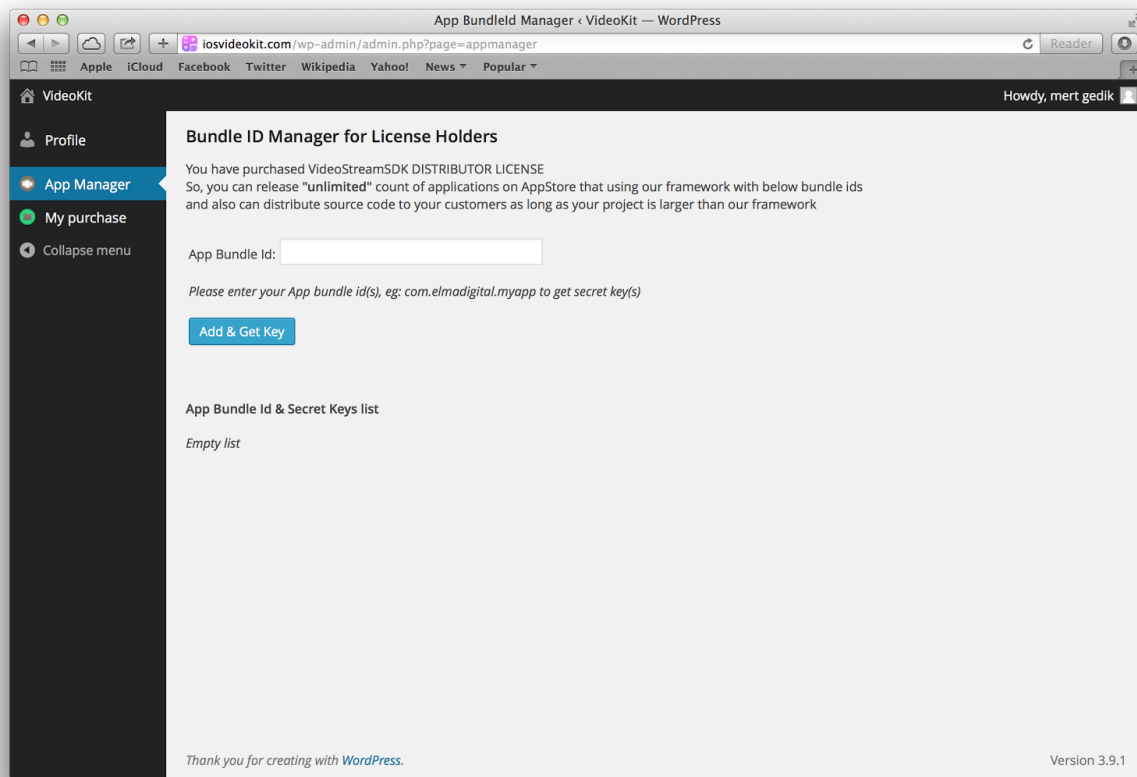 App BundleId Manager ‹ VideoKit — WordPress
iosvideokit.com/wp-admin/admin.php?page=appmanager
Reader
Apple iCloud Facebook Twitter Wikipedia Yahoo! News Popular
VideoKit
Howdy, mert gedik
Profile
App Manager
My purchase
Collapse menu
Bundle ID Manager for License Holders
You have purchased VideoStreamSDK DISTRIBUTOR LICENSE
So, you can release "unlimited" count of applications on AppStore that using our framework with below bundle ids
and also can distribute source code to your customers as long as your project is larger than our framework
App Bundle Id:
Please enter your App bundle id(s), eg: com.elmadigital.myapp to get secret key(s)
Add & Get Key
App Bundle Id & Secret Keys list
Empty list
Thank you for creating with WordPress.
Version 3.9.1